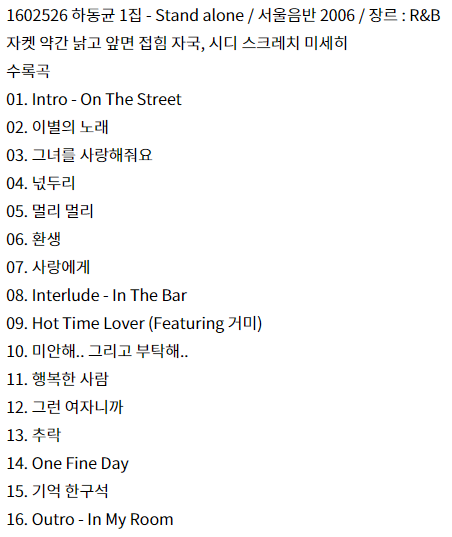 1602526 하동균 1집 - Stand alone / 서울음반 2006 / 장르 : R&B
자켓 약간 낡고 앞면 접힘 자국, 시디 스크레치 미세히
수록곡
01. Intro - On The Street
02. 이별의 노래
03. 그녀를 사랑해줘요
04. 넋두리
05. 멀리 멀리
06. 환생
07. 사랑에게
08. Interlude - In The Bar
09. Hot Time Lover (Featuring 거미)
10. 미안해.. 그리고 부탁해..
11. 행복한 사람
12. 그런 여자니까
13. 추락
14. One Fine Day
15. 기억 한구석
16. Outro - In My Room